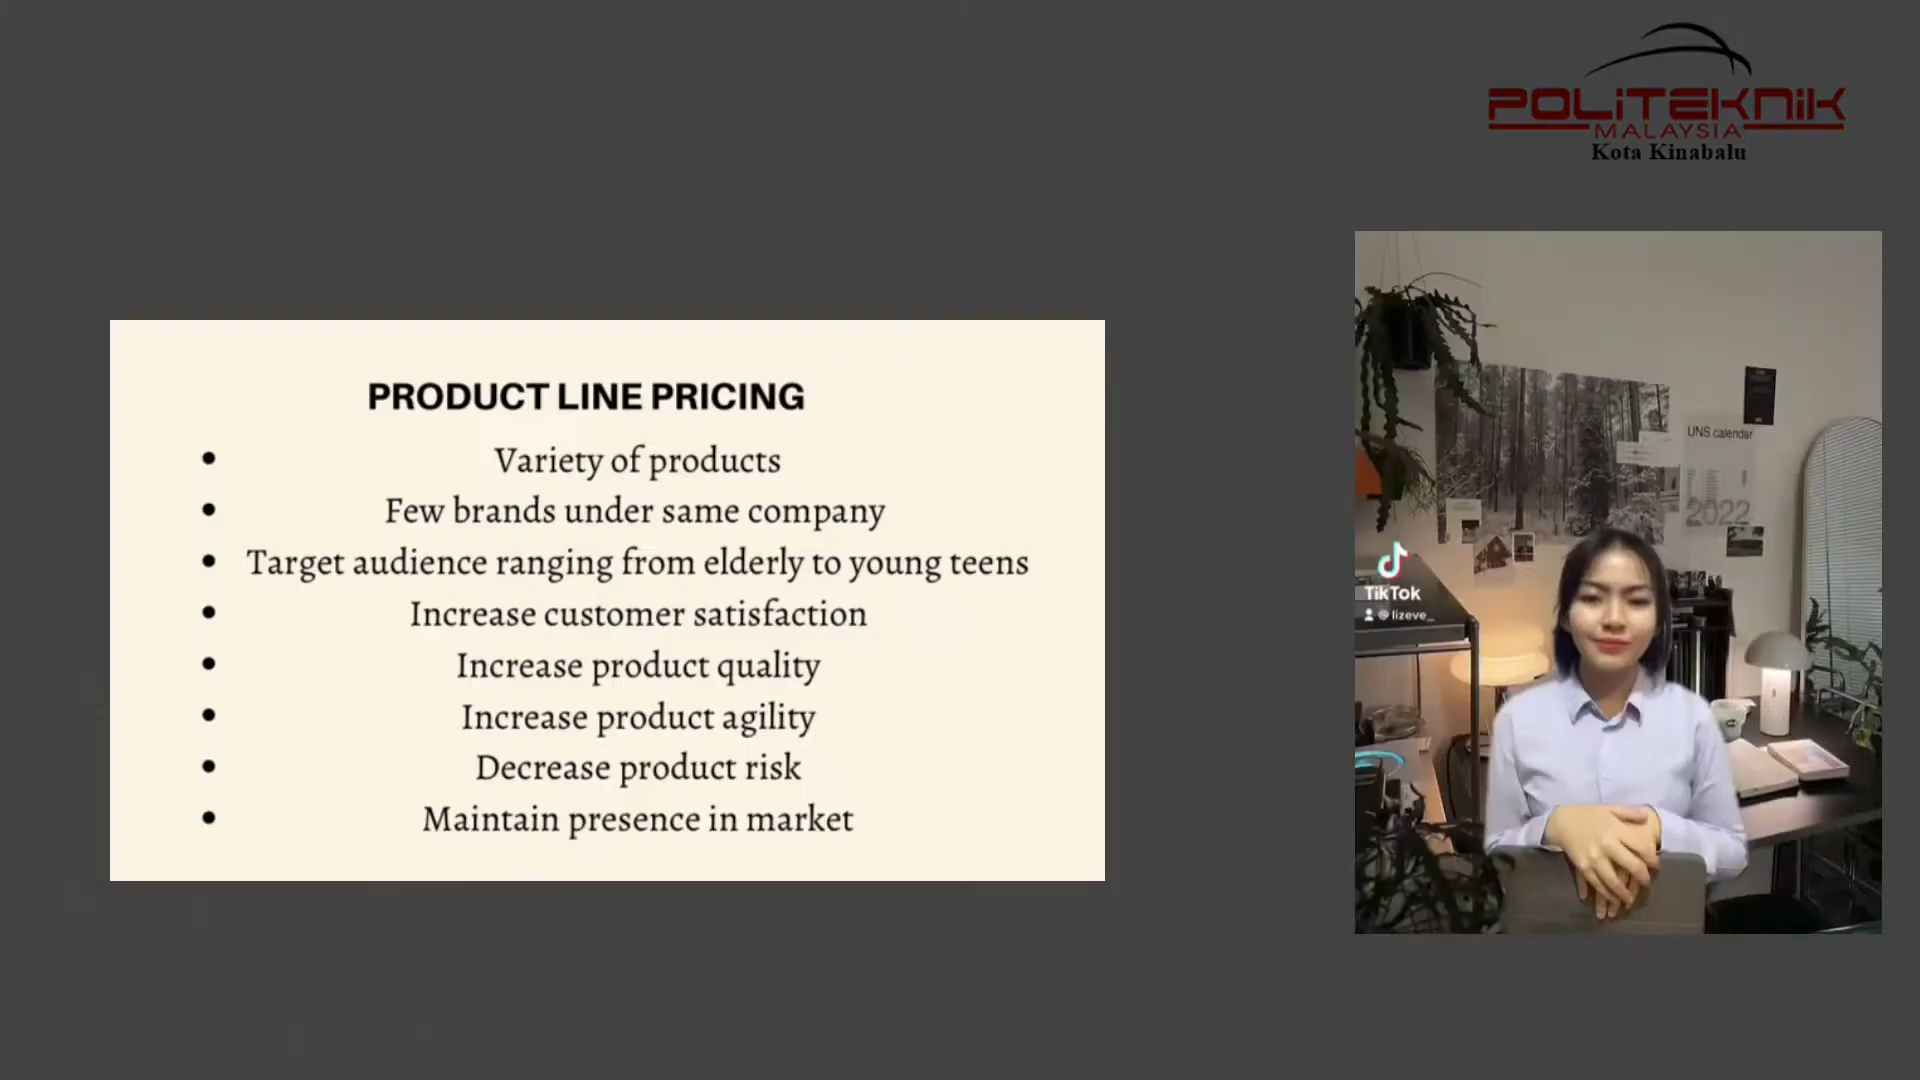 POLITEKNIK
MALAYSIA
Kota Kinabalu
PRODUCT LINE PRICING
• Variety of products
• Few brands under same company
• Target audience ranging from elderly to young teens
• Increase customer satisfaction
• Increase product quality
• Increase product agility
• Decrease product risk
• Maintain presence in market
UNS calendar
2022
TikTok
@lizeve_